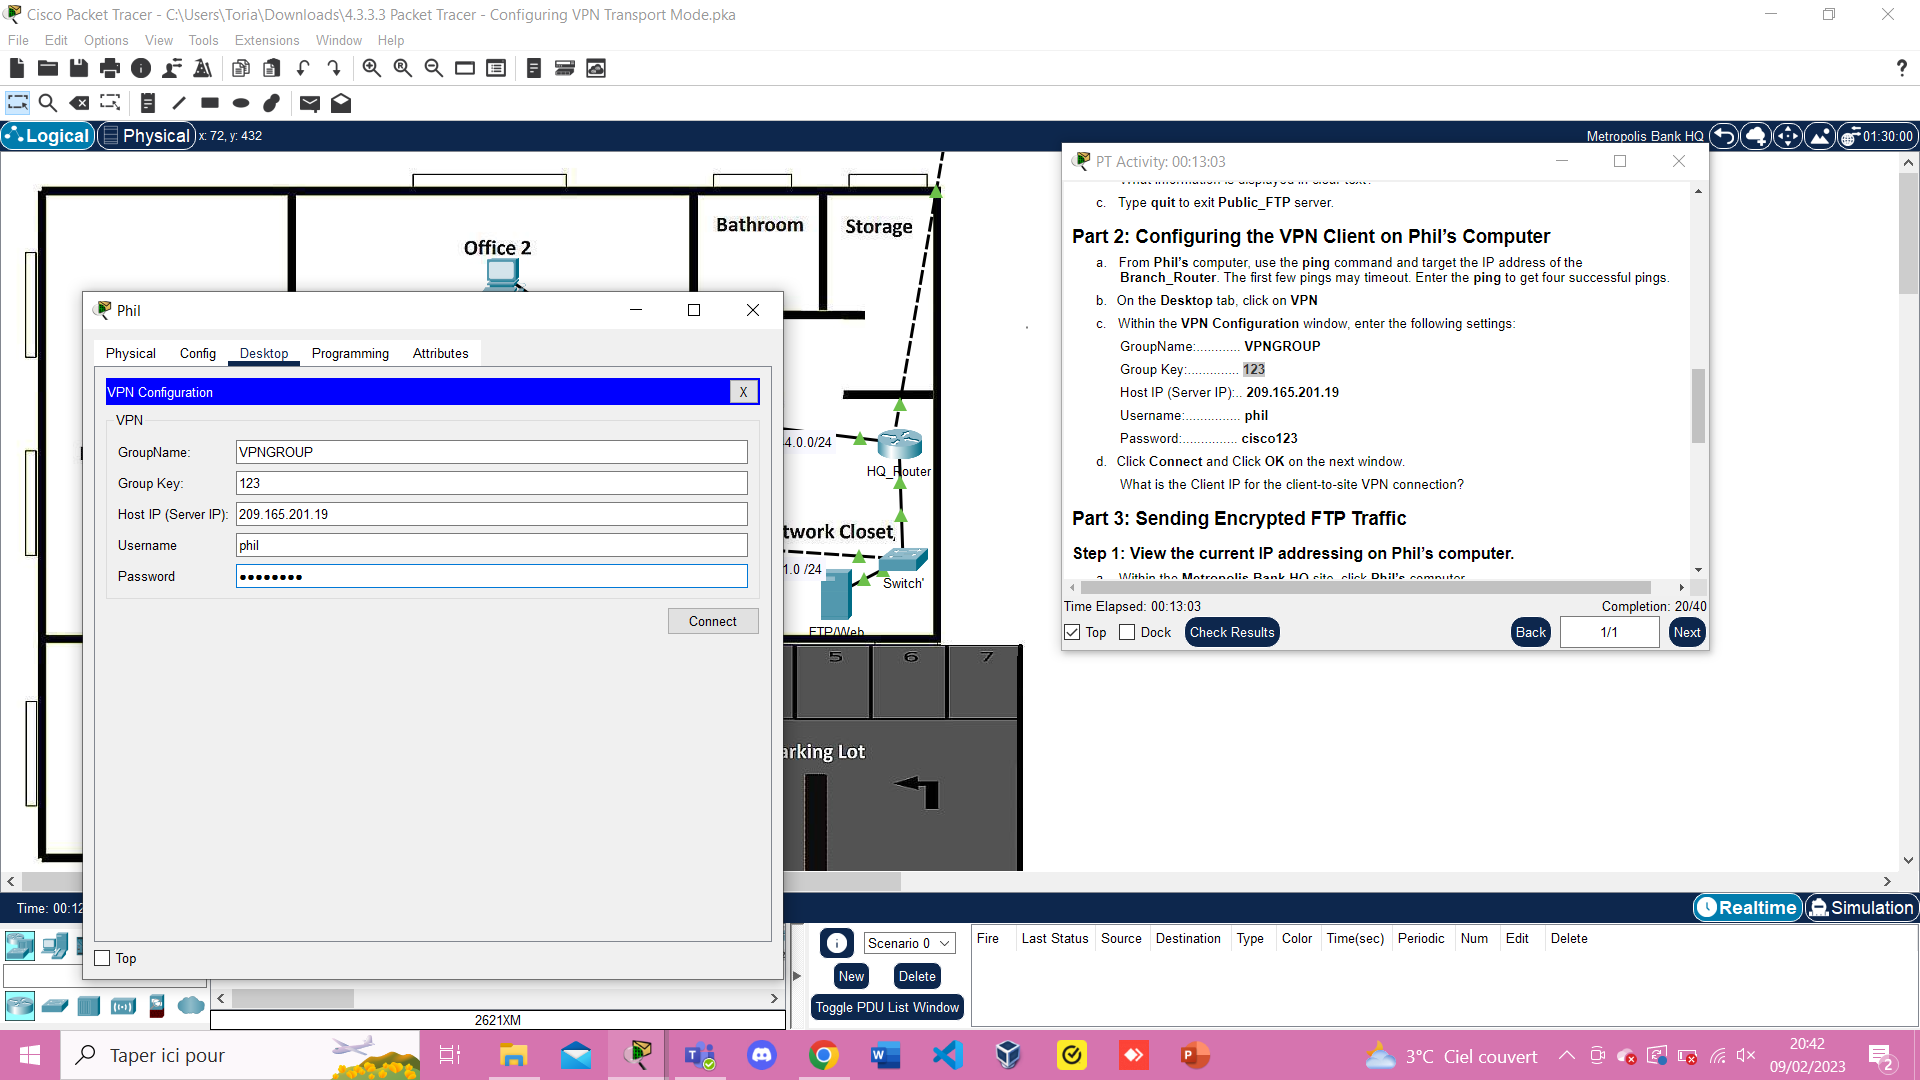 Cisco Packet Tracer - C:\Users\Toria\Downloads\4.3.3.3 Packet Tracer - Configuring VPN Transport Mode.pka
File Edit Options View Tools Extensions Window Help
?
Logical Physical x: 72, y: 432
Metropolis Bank HQ 01:30:00
Office 2
Bathroom
Storage
4.0.0/24
HQ_Router
twork Closet
1.0 /24
Switch'
FTP/Web
5 6 7
arking Lot
PT Activity: 00:13:03
c. Type quit to exit Public_FTP server.
Part 2: Configuring the VPN Client on Phil's Computer
a. From Phil's computer, use the ping command and target the IP address of the
Branch_Router. The first few pings may timeout. Enter the ping to get four successful pings.
b. On the Desktop tab, click on VPN
c. Within the VPN Configuration window, enter the following settings:
GroupName:............ VPNGROUP
Group Key:.............. 123
Host IP (Server IP):.. 209.165.201.19
Username:............... phil
Password:............... cisco123
d. Click Connect and Click OK on the next window.
What is the Client IP for the client-to-site VPN connection?
Part 3: Sending Encrypted FTP Traffic
Step 1: View the current IP addressing on Phil's computer.
a. Within the Metropolis Bank HQ site, click Phil's computer
Time Elapsed: 00:13:03 Completion: 20/40
Top Dock Check Results Back 1/1 Next
Phil
Physical Config Desktop Programming Attributes
VPN Configuration X
VPN
GroupName: VPNGROUP
Group Key: 123
Host IP (Server IP): 209.165.201.19
Username phil
Password ●●●●●●●●
Connect
Top
Time: 00:12
Realtime Simulation
Scenario 0
New Delete
Toggle PDU List Window
Fire Last Status Source Destination Type Color Time(sec) Periodic Num Edit Delete
2621XM
Taper ici pour
3°C Ciel couvert
20:42
09/02/2023
2